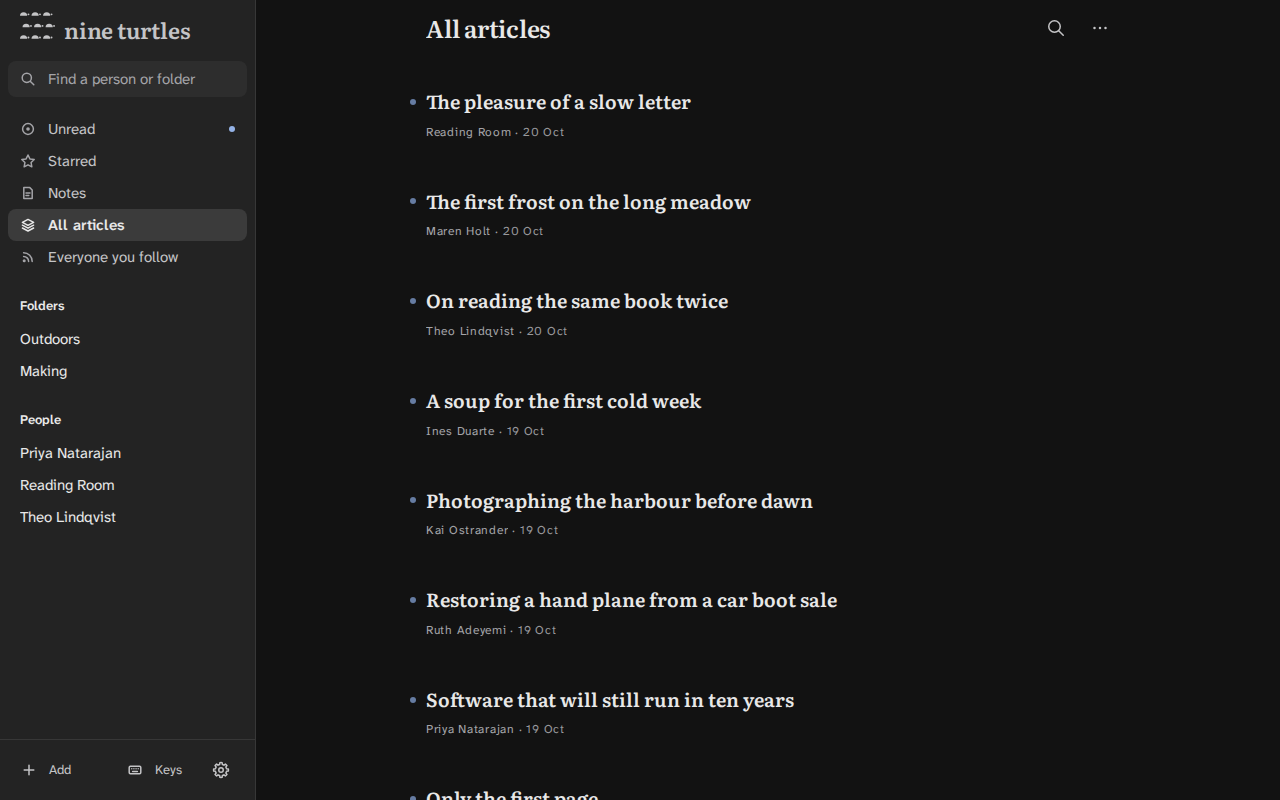 nine turtles
Find a person or folder
Unread
Starred
Notes
All articles
Everyone you follow
Folders
Outdoors
Making
People
Priya Natarajan
Reading Room
Theo Lindqvist
Add
Keys
All articles
The pleasure of a slow letter
Reading Room · 20 Oct
The first frost on the long meadow
Maren Holt · 20 Oct
On reading the same book twice
Theo Lindqvist · 20 Oct
A soup for the first cold week
Ines Duarte · 19 Oct
Photographing the harbour before dawn
Kai Ostrander · 19 Oct
Restoring a hand plane from a car boot sale
Ruth Adeyemi · 19 Oct
Software that will still run in ten years
Priya Natarajan · 19 Oct
Only the first page